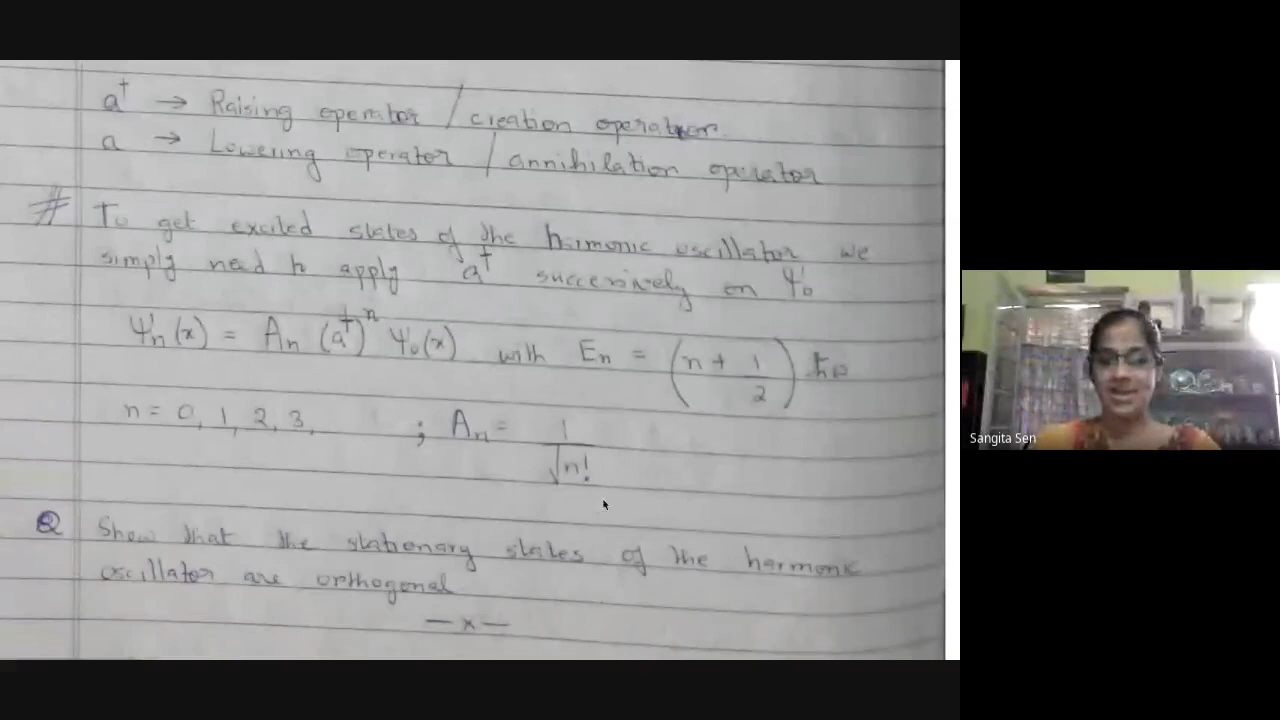 a† → Raising operator / creation operator.
a → Lowering operator / annihilation operator
# To get excited states of the harmonic oscillator we
simply need to apply a† successively on ψ₀
ψₙ(x) = Aₙ (a†)ⁿ ψ₀(x) with Eₙ = (n + 1/2) ħω
n = 0, 1, 2, 3, ; Aₙ = 1/√n!
Q Show that the stationary states of the harmonic
oscillator are orthogonal
— x —
Sangita Sen